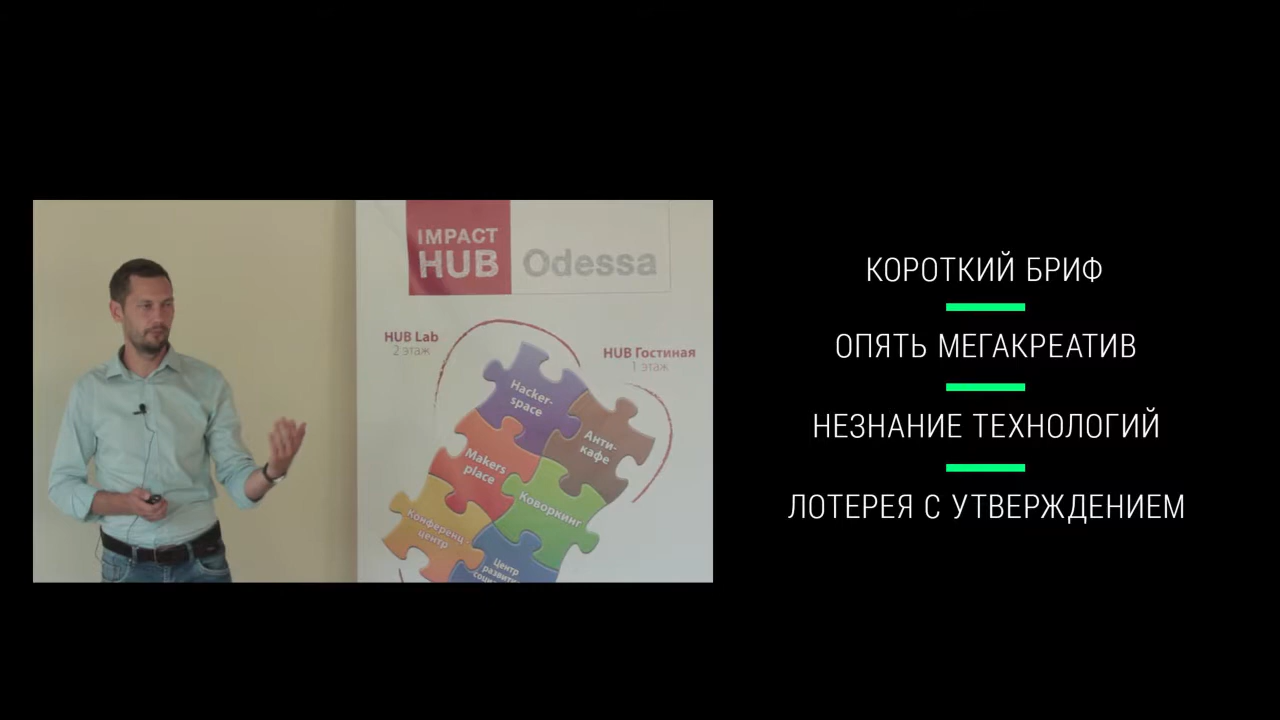 IMPACT
HUB
Odessa
HUB Lab
2 этаж
HUB Гостиная
1 этаж
Hacker-
space
Анти-
кафе
Makers
place
Коворкинг
Конференц-
центр
Центр
КОРОТКИЙ БРИФ
ОПЯТЬ МЕГАКРЕАТИВ
НЕЗНАНИЕ ТЕХНОЛОГИЙ
ЛОТЕРЕЯ С УТВЕРЖДЕНИЕМ